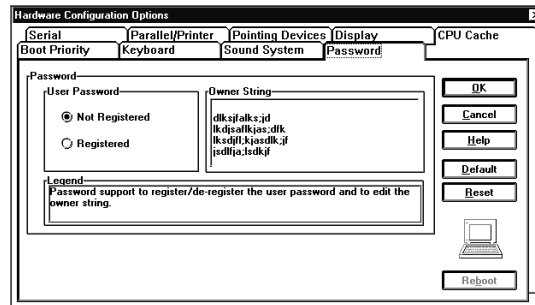 Hardware Configuration Options
Serial
Parallel/Printer
Pointing Devices
Display
CPU Cache
Boot Priority
Keyboard
Sound System
Password
Password
User Password
Not Registered
Registered
Owner String
dlksjfalks;jd
lkdjsaflkjas;dfk
lksdjfl;kjasdlk;jf
jsdlfja;lsdkjf
Legend
Password support to register/de-register the user password and to edit the
owner string.
OK
Cancel
Help
Default
Reset
Reboot